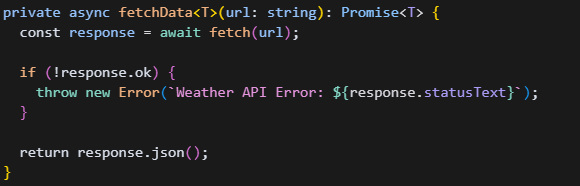 private async fetchData<T>(url: string): Promise<T> {
  const response = await fetch(url);

  if (!response.ok) {
    throw new Error(`Weather API Error: ${response.statusText}`);
  }

  return response.json();
}